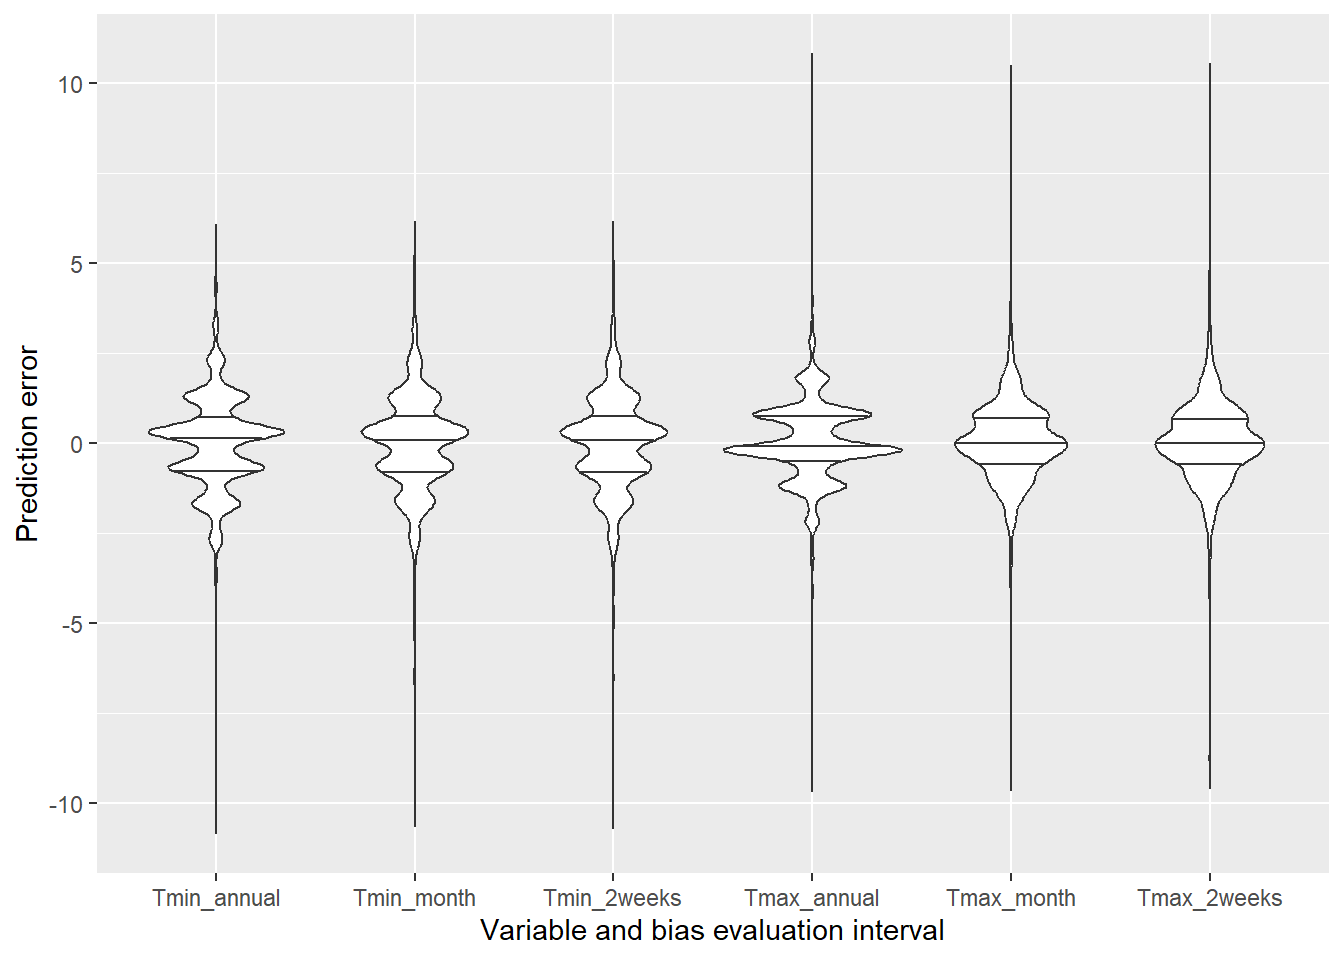 Prediction error
10
5
0
-5
-10
Tmin_annual Tmin_month Tmin_2weeks Tmax_annual Tmax_month Tmax_2weeks
Variable and bias evaluation interval